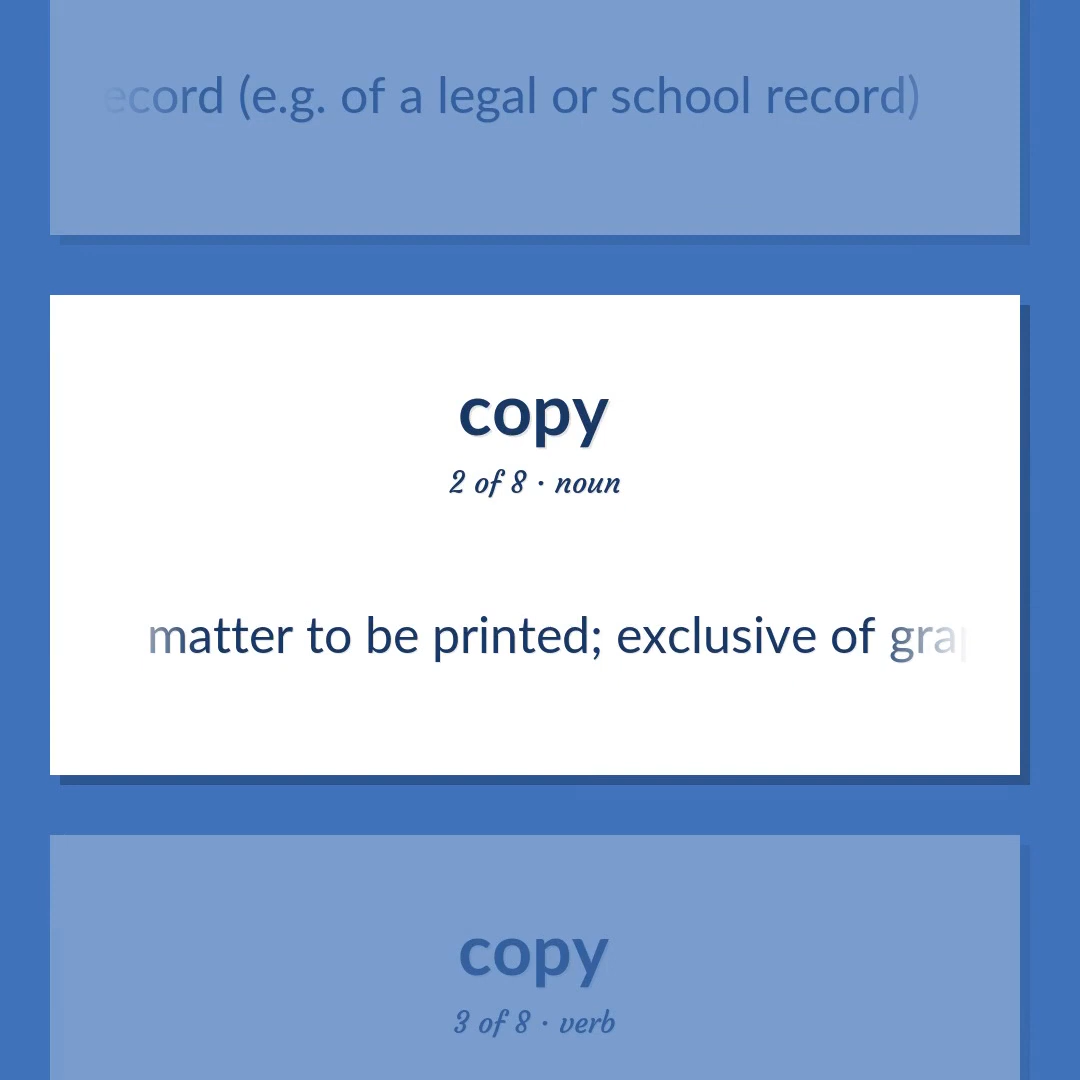 ecord (e.g. of a legal or school record)
copy
2 of 8 · noun
matter to be printed; exclusive of
copy
3 of 8 · verb